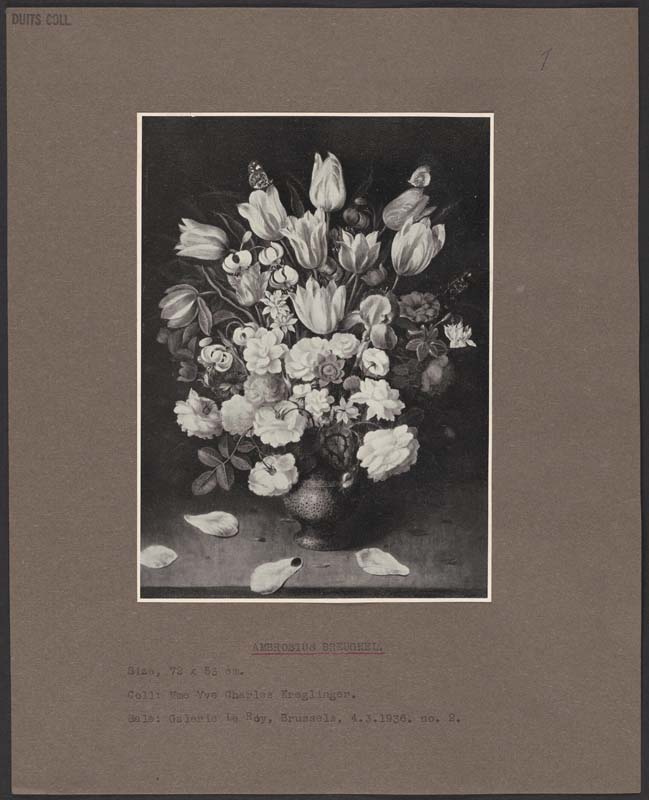 DUITS COLL.
1
AMBROSIUS BREUGHEL.
Size, 72 x 53 cm.
Coll: Mme Vve Charles Kreglinger.
Sale: Galerie Le Roy, Brussels, 4.3.1936. no. 2.